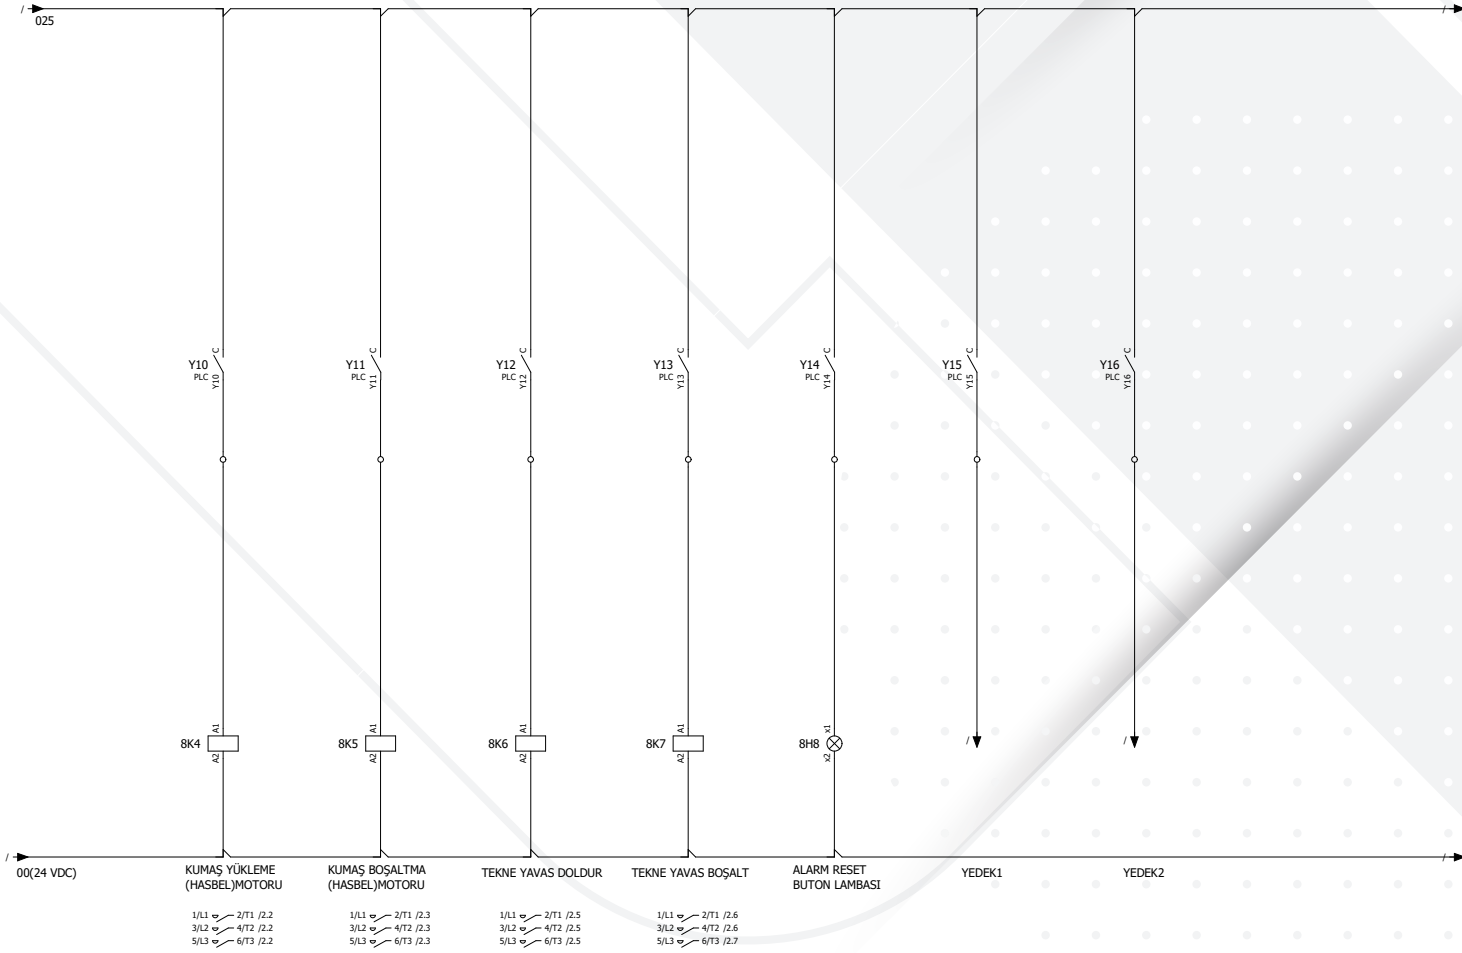 /
025
/
Y10
PLC
C
Y10
Y11
PLC
C
Y11
Y12
PLC
C
Y12
Y13
PLC
C
Y13
Y14
PLC
C
Y14
Y15
PLC
C
Y15
Y16
PLC
C
Y16
8K4
A1
A2
8K5
A1
A2
8K6
A1
A2
8K7
A1
A2
8H8
x1
x2
/
/
/
00(24 VDC)
/
KUMAŞ YÜKLEME
(HASBEL)MOTORU
KUMAŞ BOŞALTMA
(HASBEL)MOTORU
TEKNE YAVAS DOLDUR
TEKNE YAVAS BOŞALT
ALARM RESET
BUTON LAMBASI
YEDEK1
YEDEK2
1/L1 2/T1 /2.2
3/L2 4/T2 /2.2
5/L3 6/T3 /2.2
1/L1 2/T1 /2.3
3/L2 4/T2 /2.3
5/L3 6/T3 /2.3
1/L1 2/T1 /2.5
3/L2 4/T2 /2.5
5/L3 6/T3 /2.5
1/L1 2/T1 /2.6
3/L2 4/T2 /2.6
5/L3 6/T3 /2.7